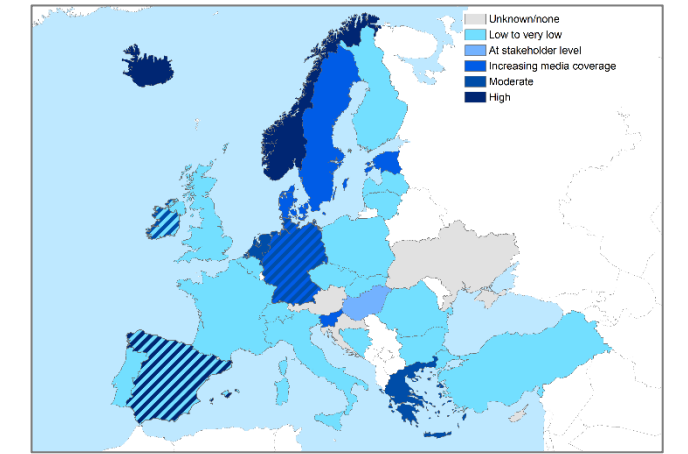 Unknown/none
Low to very low
At stakeholder level
Increasing media coverage
Moderate
High